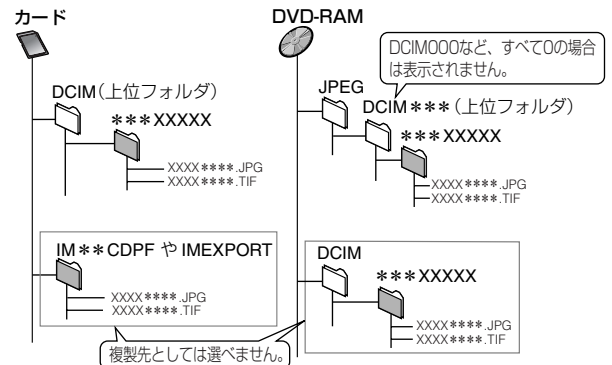 カード
DCIM(上位フォルダ)
＊＊＊XXXXX
XXXX＊＊＊＊.JPG
XXXX＊＊＊＊.TIF
IM＊＊CDPF や IMEXPORT
XXXX＊＊＊＊.JPG
XXXX＊＊＊＊.TIF
複製先としては選べません。
DVD-RAM
DCIM000など、すべて0の場合
は表示されません。
JPEG
DCIM＊＊＊(上位フォルダ)
＊＊＊XXXXX
XXXX＊＊＊＊.JPG
XXXX＊＊＊＊.TIF
DCIM
＊＊＊XXXXX
XXXX＊＊＊＊.JPG
XXXX＊＊＊＊.TIF